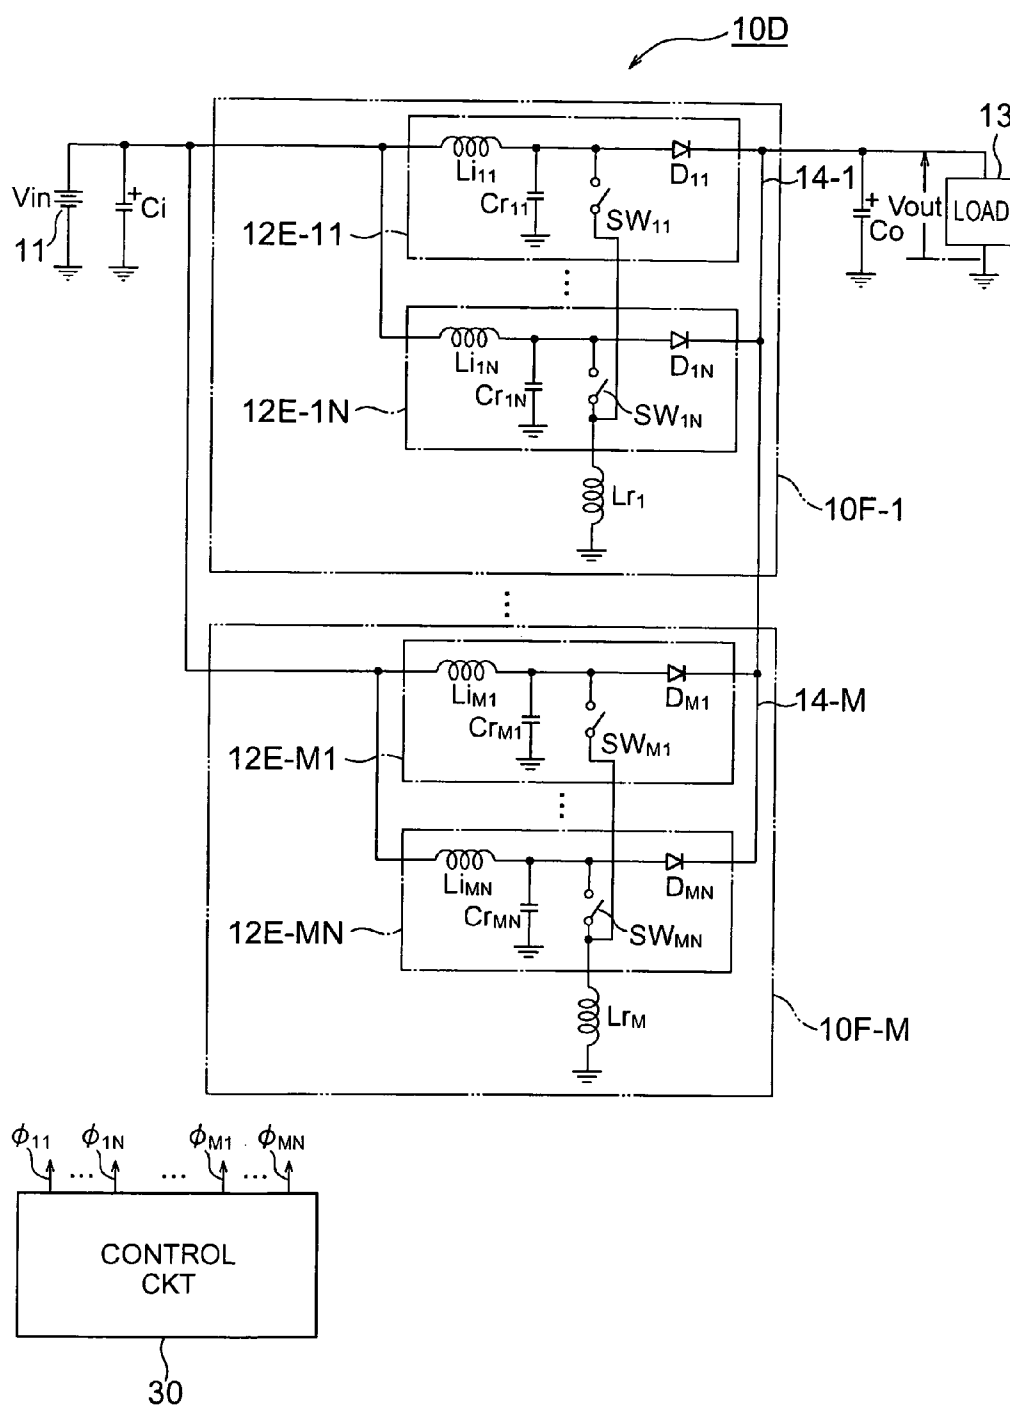 10D
13
Vin
11
+
Ci
Li11
Cr11
D11
SW11
12E-11
14-1
+
Co
Vout
LOAD
Li1N
Cr1N
D1N
SW1N
12E-1N
Lr1
10F-1
LiM1
CrM1
DM1
SWM1
12E-M1
14-M
LiMN
CrMN
DMN
SWMN
12E-MN
LrM
10F-M
ϕ11 ... ϕ1N ... ϕM1 ... ϕMN
CONTROL
CKT
30